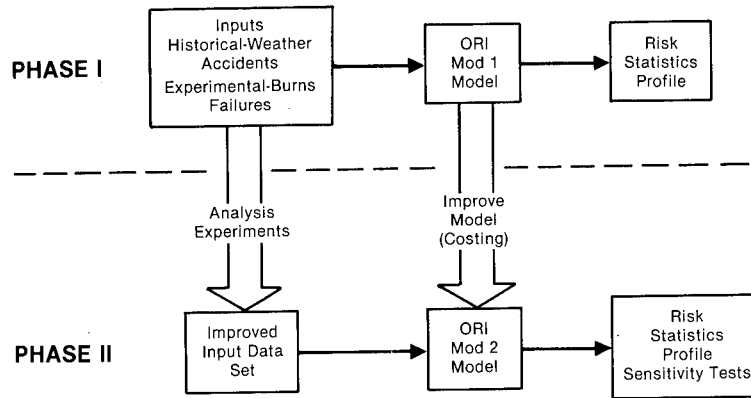 PHASE I
Inputs
Historical-Weather
Accidents
Experimental-Burns
Failures
ORI
Mod 1
Model
Risk
Statistics
Profile
Analysis
Experiments
Improve
Model
(Costing)
PHASE II
Improved
Input Data
Set
ORI
Mod 2
Model
Risk
Statistics
Profile
Sensitivity Tests